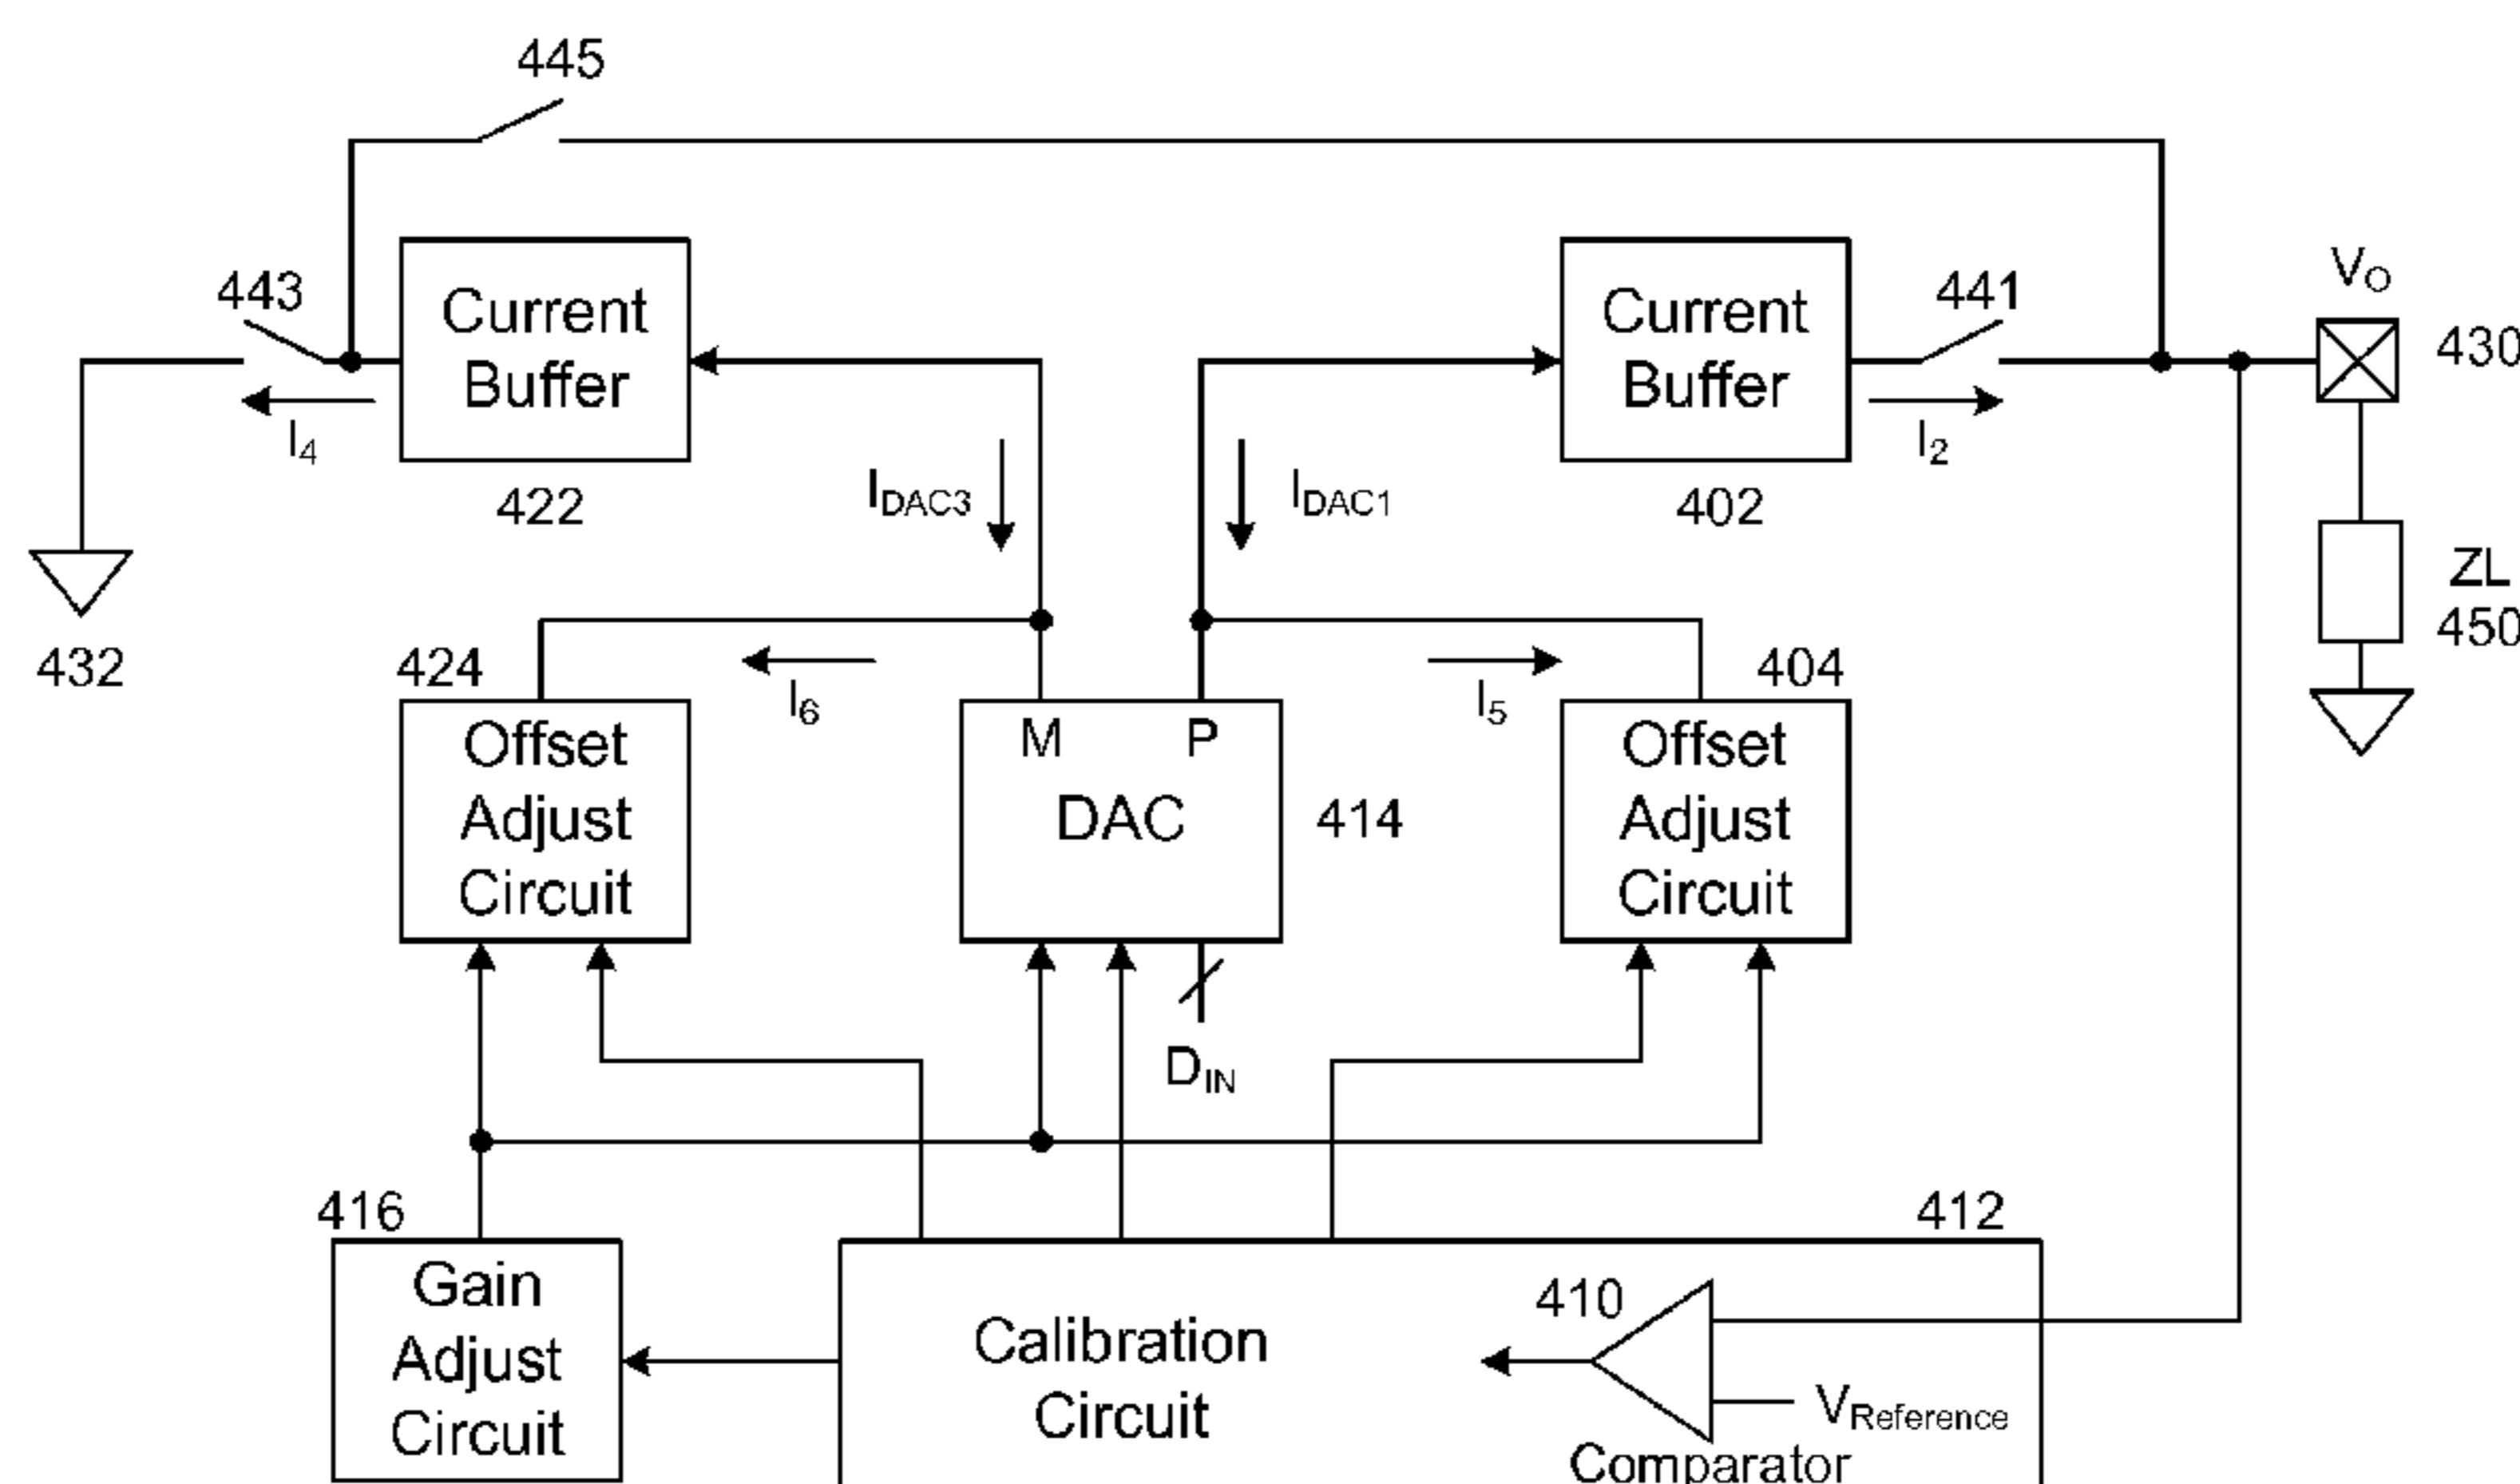 445
443
Current
Buffer
I4
422
IDAC3
Current
Buffer
441
I2
402
IDAC1
VO
430
ZL
450
432
424
I6
Offset
Adjust
Circuit
M P
DAC
414
I5
404
Offset
Adjust
Circuit
DIN
416
Gain
Adjust
Circuit
412
Calibration
Circuit
410
VReference
Comparator